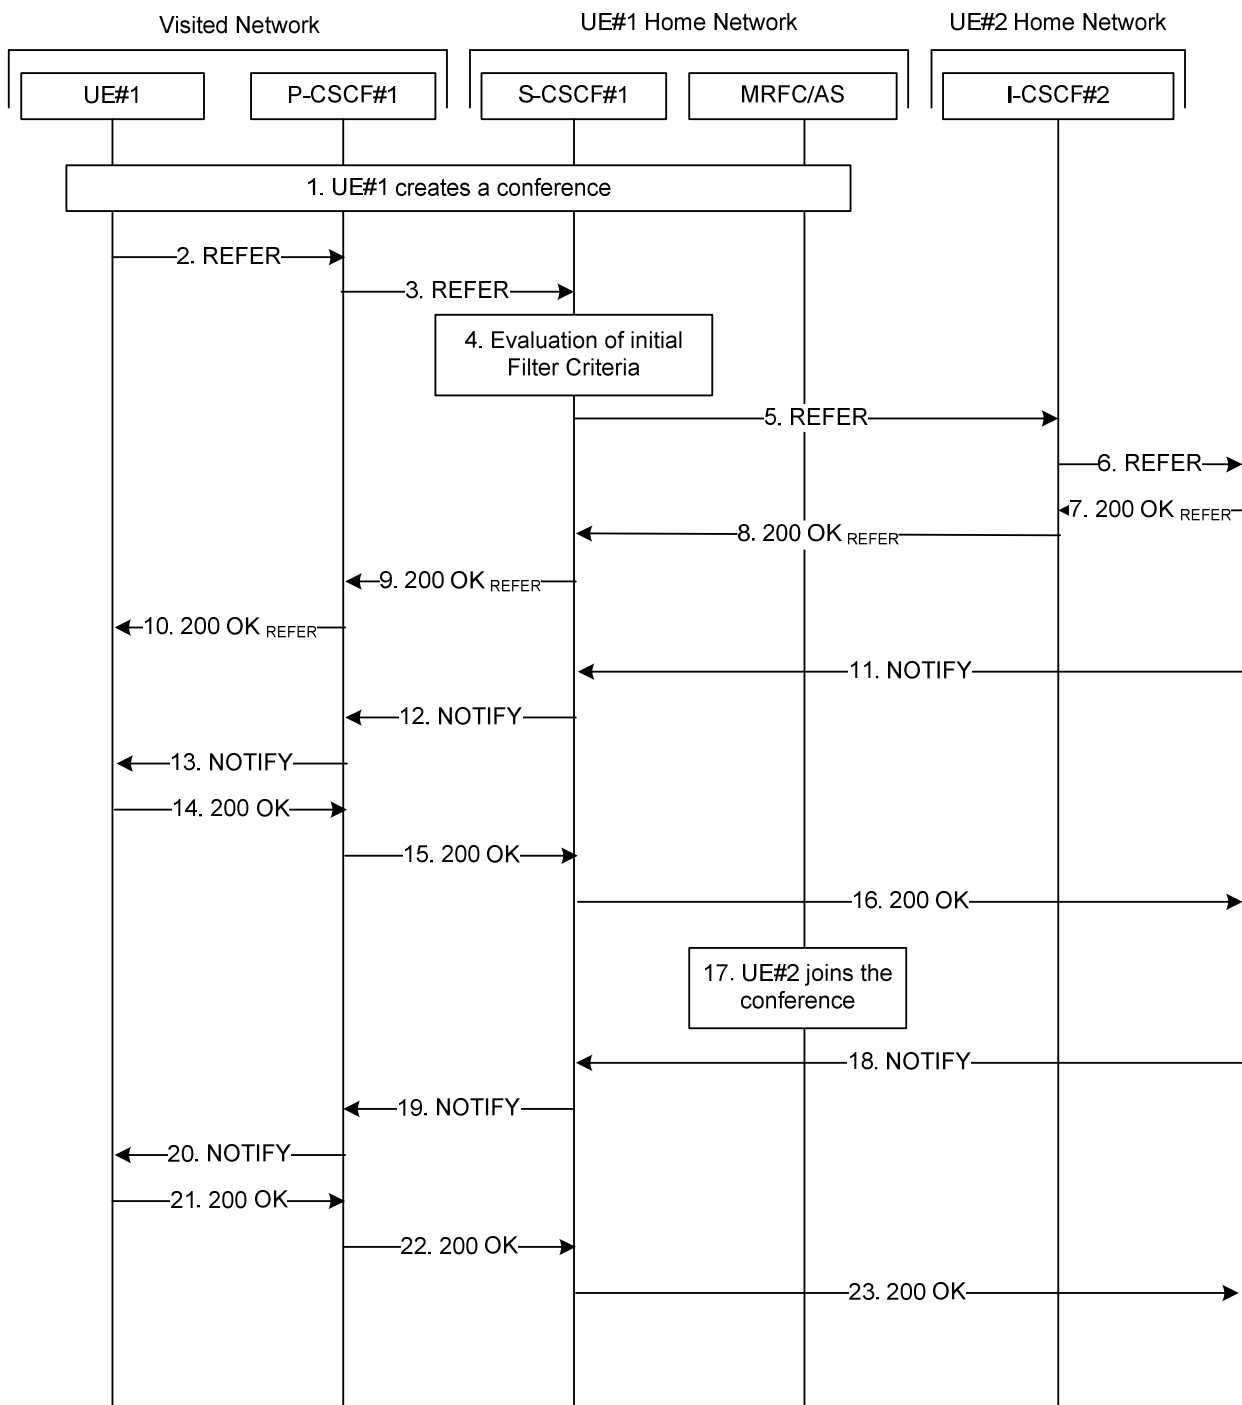 Visited Network
UE#1 Home Network
UE#2 Home Network
UE#1
P-CSCF#1
S-CSCF#1
MRFC/AS
I-CSCF#2
1. UE#1 creates a conference
2. REFER
3. REFER
4. Evaluation of initial
Filter Criteria
5. REFER
6. REFER
7. 200 OK REFER
8. 200 OK REFER
9. 200 OK REFER
10. 200 OK REFER
11. NOTIFY
12. NOTIFY
13. NOTIFY
14. 200 OK
15. 200 OK
16. 200 OK
17. UE#2 joins the
conference
18. NOTIFY
19. NOTIFY
20. NOTIFY
21. 200 OK
22. 200 OK
23. 200 OK